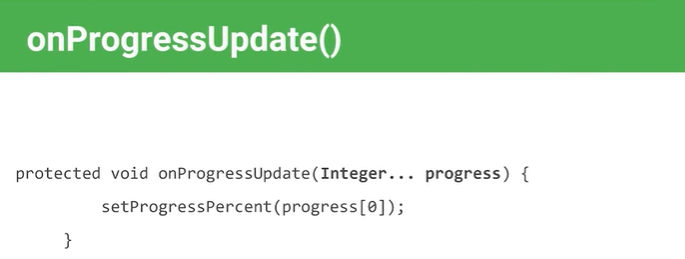 onProgressUpdate()
protected void onProgressUpdate(Integer... progress) {
setProgressPercent(progress[0]);
}